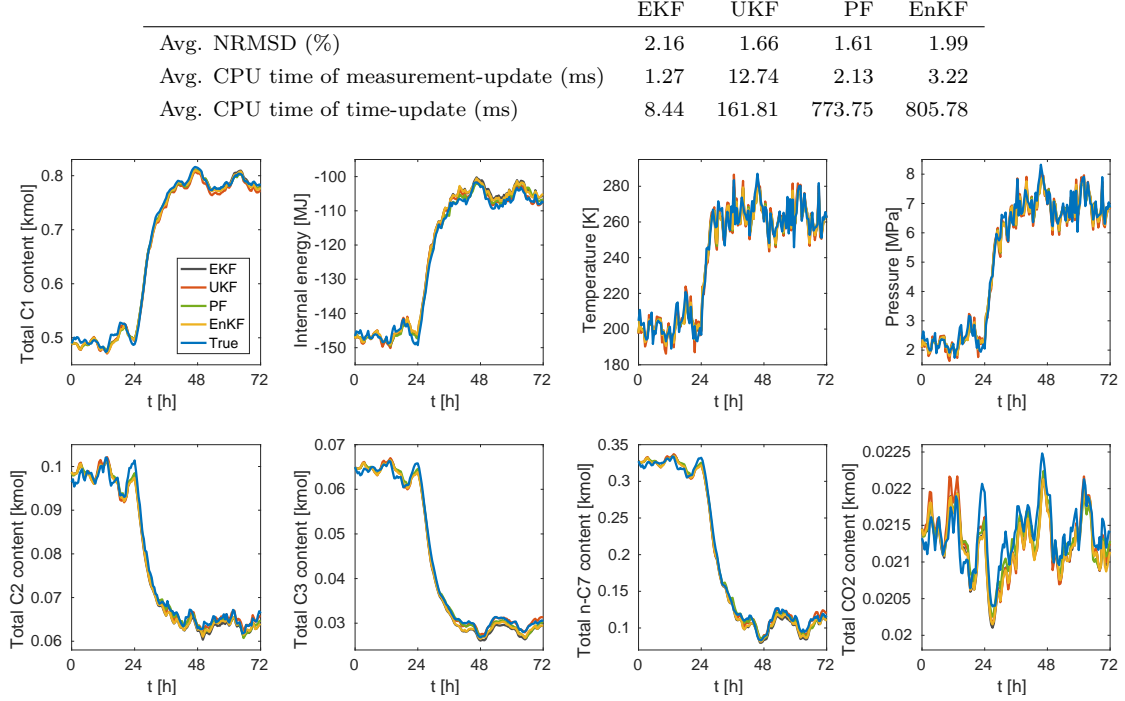 EKF UKF PF EnKF
Avg. NRMSD (%) 2.16 1.66 1.61 1.99
Avg. CPU time of measurement-update (ms) 1.27 12.74 2.13 3.22
Avg. CPU time of time-update (ms) 8.44 161.81 773.75 805.78
Total C1 content [kmol]
0.8
0.7
0.6
0.5
EKF
UKF
PF
EnKF
True
0 24 48 72
t [h]
Internal energy [MJ]
-100
-110
-120
-130
-140
-150
0 24 48 72
t [h]
Temperature [K]
280
260
240
220
200
180
0 24 48 72
t [h]
Pressure [MPa]
8
7
6
5
4
3
2
0 24 48 72
t [h]
Total C2 content [kmol]
0.1
0.09
0.08
0.07
0.06
0 24 48 72
t [h]
Total C3 content [kmol]
0.07
0.06
0.05
0.04
0.03
0 24 48 72
t [h]
Total n-C7 content [kmol]
0.35
0.3
0.25
0.2
0.15
0.1
0 24 48 72
t [h]
Total CO2 content [kmol]
0.0225
0.022
0.0215
0.021
0.0205
0.02
0 24 48 72
t [h]